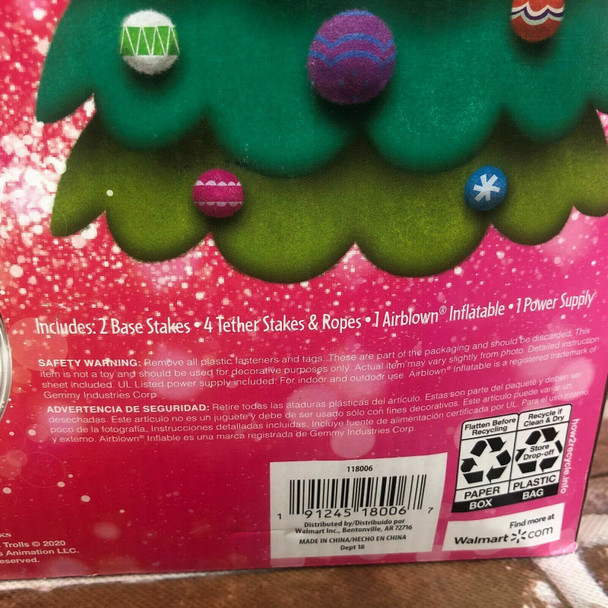 Includes: 2 Base Stakes • 4 Tether Stakes & Ropes • 1 Airblown® Inflatable • 1 Power Supply
SAFETY WARNING: Remove all plastic fasteners and tags. These are part of the packaging and should be discarded. This
item is not a toy and should be used for decorative purposes only. Actual item may vary slightly from photo. Detailed instruction
sheet included. UL Listed power supply included. For indoor and outdoor use. Airblown® Inflatable is a registered trademark of
Gemmy Industries Corp.
ADVERTENCIA DE SEGURIDAD: Retire todas las ataduras plásticas del artículo. Estas son parte del paquete y deben ser
desechadas. Este artículo no es un juguete y debe de ser usado sólo con fines decorativos. Este artículo puede variar un
poco de la fotografía. Instrucciones detalladas incluidas. Incluye fuente de alimentación certificada por UL. Para el uso interno
y externo. Airblown® Inflatable es una marca registrada de Gemmy Industries Corp.
Flatten Before
Recycling
PAPER
BOX
Recycle if
Clean & Dry
Store
Drop-off
PLASTIC
BAG
how2recycle.info
118006
1 91245 18006 7
Distributed by/Distribuido por
Walmart Inc., Bentonville, AR 72716
MADE IN CHINA/HECHO EN CHINA
Dept 18
Find more at
Walmart.com
Trolls © 2020
Animation LLC.